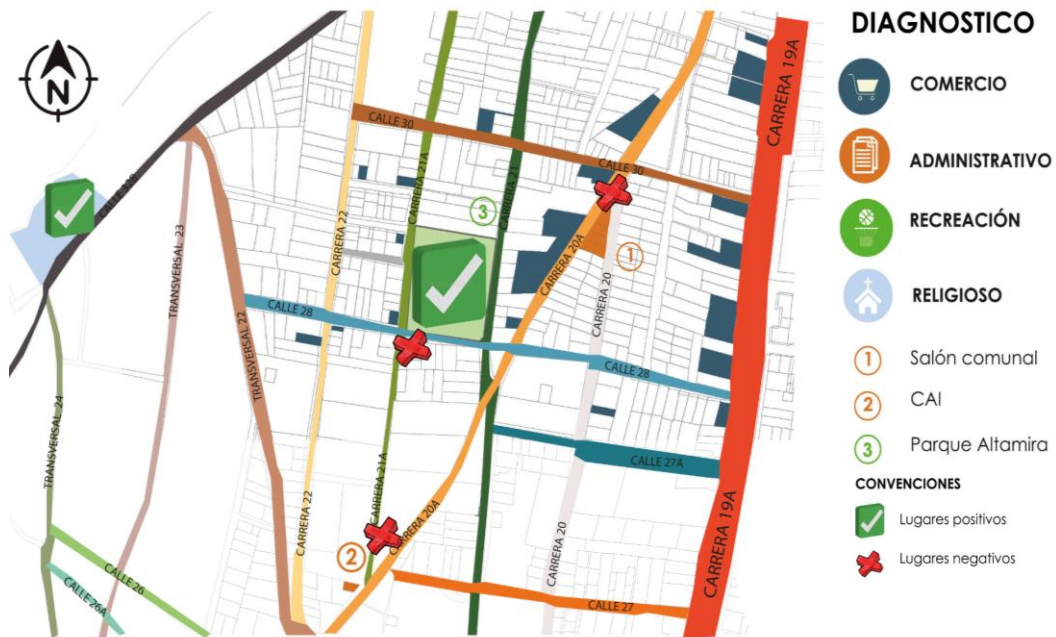 DIAGNOSTICO
COMERCIO
ADMINISTRATIVO
RECREACIÓN
RELIGIOSO
1 Salón comunal
2 CAI
3 Parque Altamira
CONVENCIONES
Lugares positivos
Lugares negativos
N
CARRERA 19A
CALLE 30
CALLE 30
CARRERA 21A
CARRERA 21
CARRERA 22
TRANSVERSAL 23
3
1
CARRERA 20A
CARRERA 20
CALLE 28
CALLE 28
TRANSVERSAL 22
TRANSVERSAL 24
CALLE 27A
CARRERA 21A
CARRERA 22
CARRERA 20A
CARRERA 20
CARRERA 19A
2
CALLE 26
CALLE 26A
CALLE 27